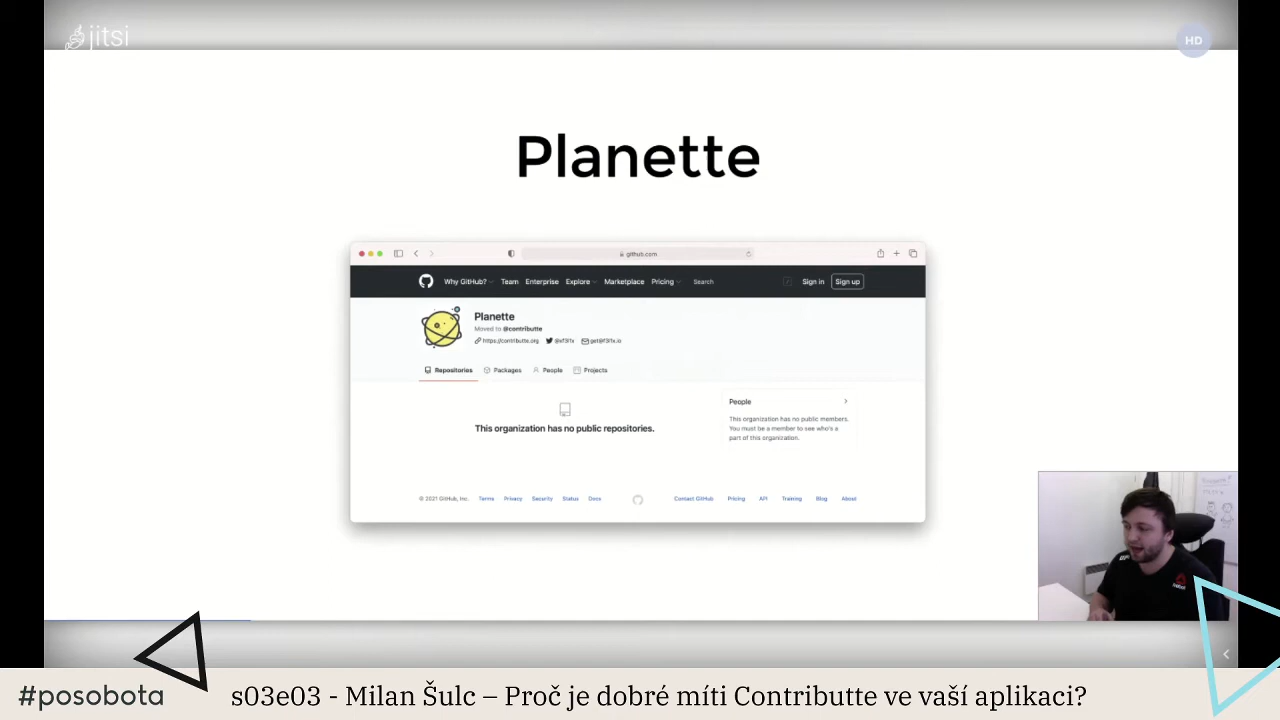 jitsi
HD
Planette
github.com
Why GitHub? Team Enterprise Explore Marketplace Pricing Search Sign in Sign up
Planette
Moved to @contributte
https://contributte.org @xf3l1x get@f3l1x.io
Repositories Packages People Projects
This organization has no public repositories.
People
This organization has no public members.
You must be a member to see who's a
part of this organization.
© 2021 GitHub, Inc. Terms Privacy Security Status Docs Contact GitHub Pricing API Training Blog About
#posobota
s03e03 - Milan Šulc – Proč je dobré míti Contributte ve vaší aplikaci?